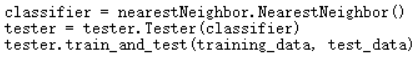 classifier = nearestNeighbor.NearestNeighbor()
tester = tester.Tester(classifier)
tester.train_and_test(training_data, test_data)